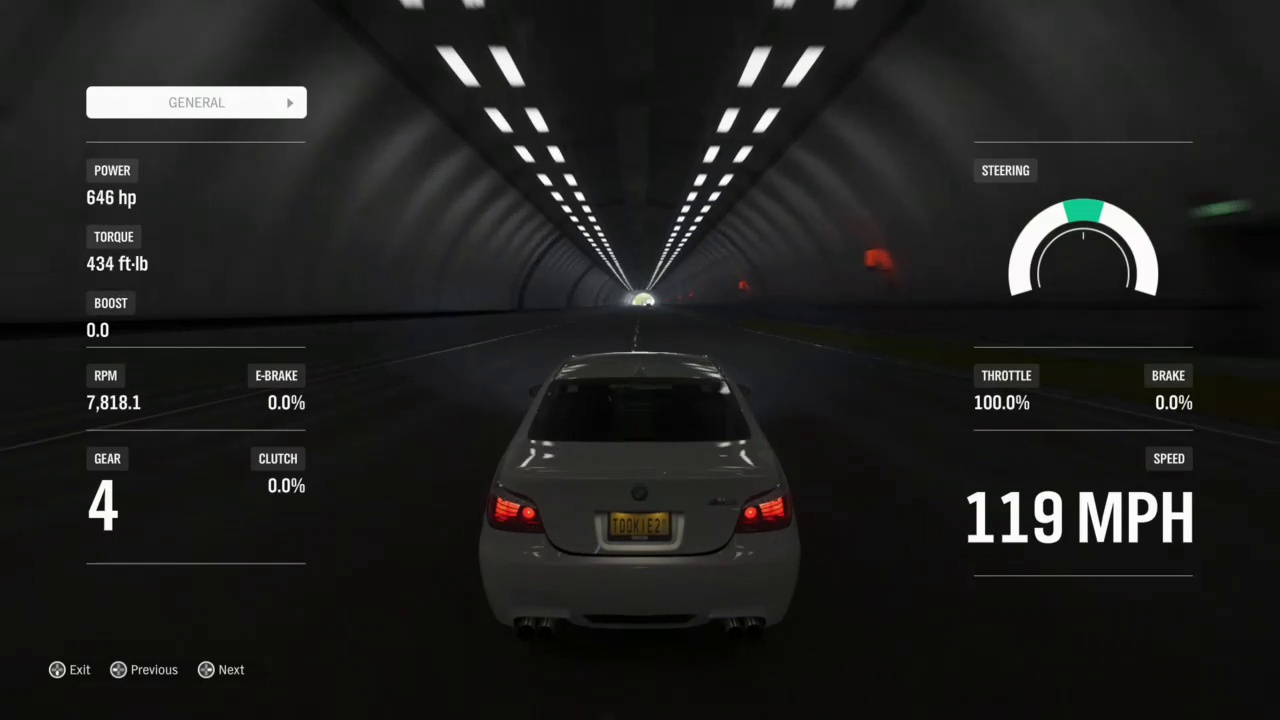 GENERAL
POWER
646 hp
TORQUE
434 ft·lb
BOOST
0.0
RPM
E-BRAKE
7,818.1
0.0%
GEAR
CLUTCH
4
0.0%
STEERING
THROTTLE
BRAKE
100.0%
0.0%
SPEED
119 MPH
TOOKIE2
Exit
Previous
Next